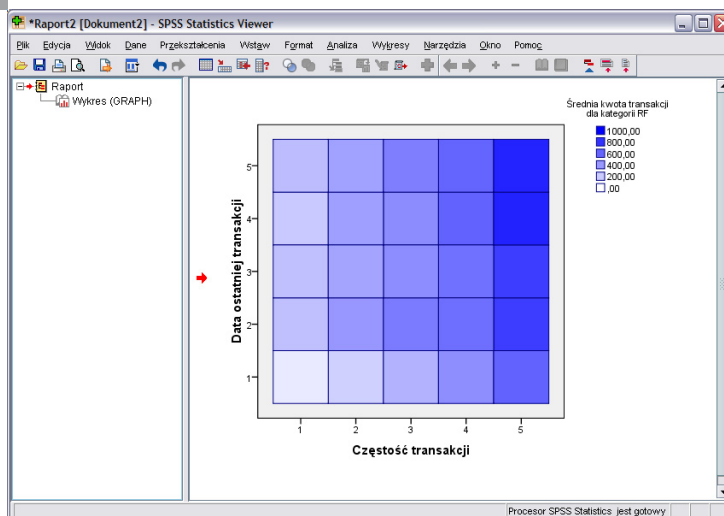 *Raport2 [Dokument2] - SPSS Statistics Viewer
Plik Edycja Widok Dane Przekształcenia Wstaw Format Analiza Wykresy Narzędzia Okno Pomoc
Raport
Wykres (GRAPH)
Średnia kwota transakcji
dla kategorii RF
1000,00
800,00
600,00
400,00
200,00
,00
Data ostatniej transakcji
5
4
3
2
1
1 2 3 4 5
Częstość transakcji
Procesor SPSS Statistics jest gotowy